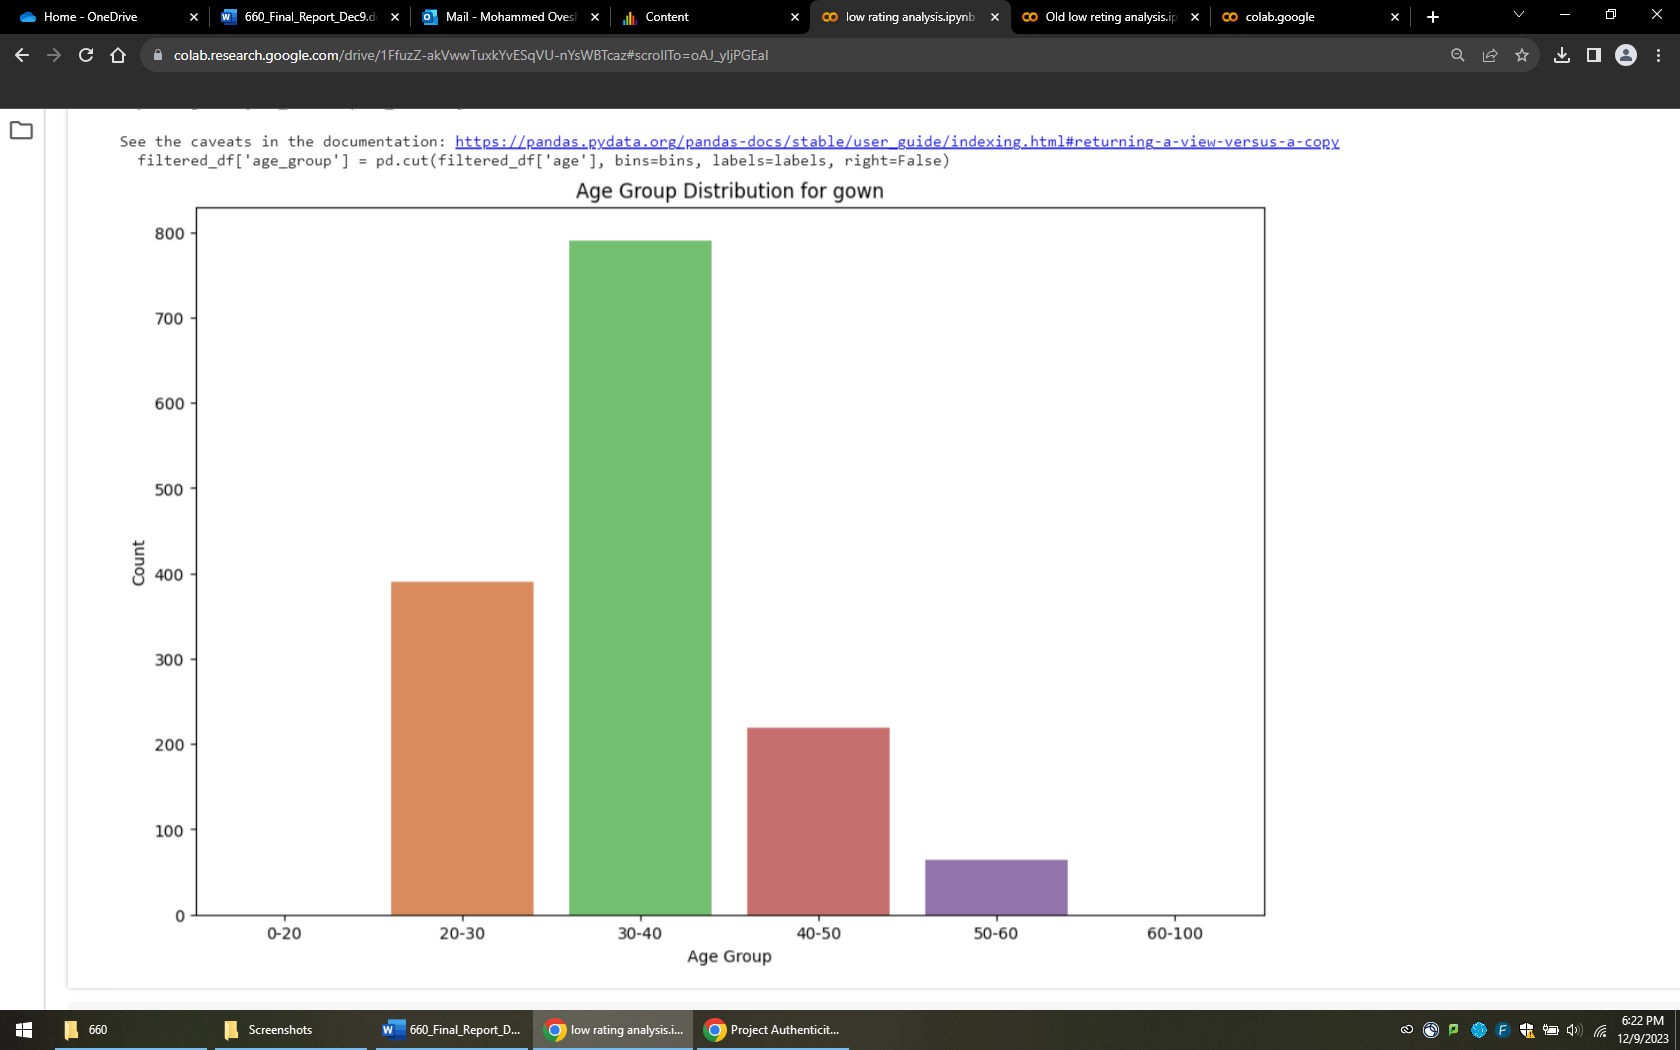 Home - OneDrive
660_Final_Report_Dec9.d
Mail - Mohammed Oves
Content
low rating analysis.ipynb
Old low reting analysis.ip
colab.google
colab.research.google.com/drive/1FfuzZ-akVwwTuxkYvESqVU-nYsWBTcaz#scrollTo=oAJ_yljPGEaI
See the caveats in the documentation: https://pandas.pydata.org/pandas-docs/stable/user_guide/indexing.html#returning-a-view-versus-a-copy
filtered_df['age_group'] = pd.cut(filtered_df['age'], bins=bins, labels=labels, right=False)
Age Group Distribution for gown
800
700
600
500
400
300
200
100
0
Count
0-20 20-30 30-40 40-50 50-60 60-100
Age Group
660
Screenshots
660_Final_Report_D...
low rating analysis.i...
Project Authenticit...
6:22 PM
12/9/2023